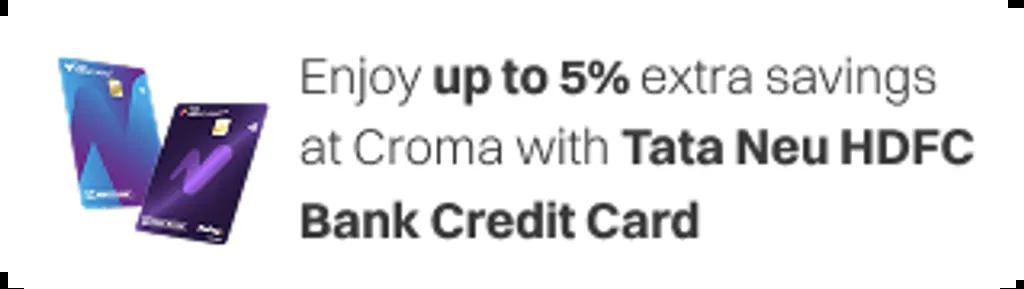 Enjoy up to 5% extra savings
at Croma with Tata Neu HDFC
Bank Credit Card